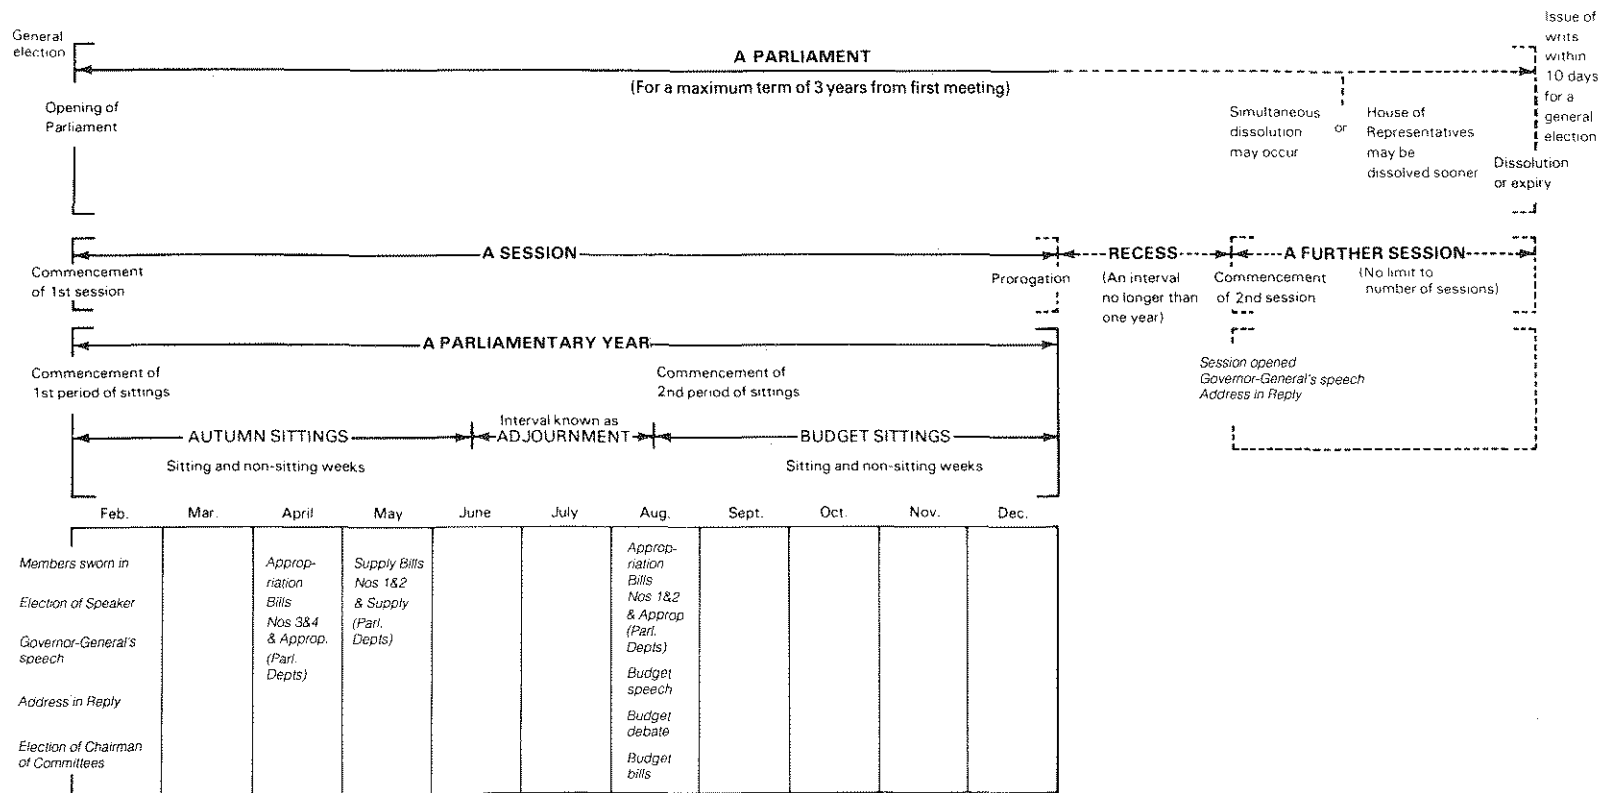 General
election
A PARLIAMENT
(For a maximum term of 3 years from first meeting)
Issue of
writs
within
10 days
for a
general
election
Opening of
Parliament
Simultaneous
dissolution
may occur
or
House of
Representatives
may be
dissolved sooner
Dissolution
or expiry
A SESSION
Commencement
of 1st session
Prorogation
RECESS
(An interval
no longer than
one year)
A FURTHER SESSION
Commencement
of 2nd session
(No limit to
number of sessions)
A PARLIAMENTARY YEAR
Commencement of
1st period of sittings
Commencement of
2nd period of sittings
Session opened
Governor-General's speech
Address in Reply
AUTUMN SITTINGS
Interval known as
ADJOURNMENT
BUDGET SITTINGS
Sitting and non-sitting weeks
Sitting and non-sitting weeks
Feb. Mar. April May June July Aug. Sept. Oct. Nov. Dec.
Members sworn in
Election of Speaker
Governor-General's
speech
Address in Reply
Election of Chairman
of Committees
Approp-
riation
Bills
Nos 3&4
& Approp.
(Parl.
Depts)
Supply Bills
Nos 1&2
& Supply
(Parl.
Depts)
Approp-
riation
Bills
Nos 1&2
& Approp
(Parl.
Depts)
Budget
speech
Budget
debate
Budget
bills